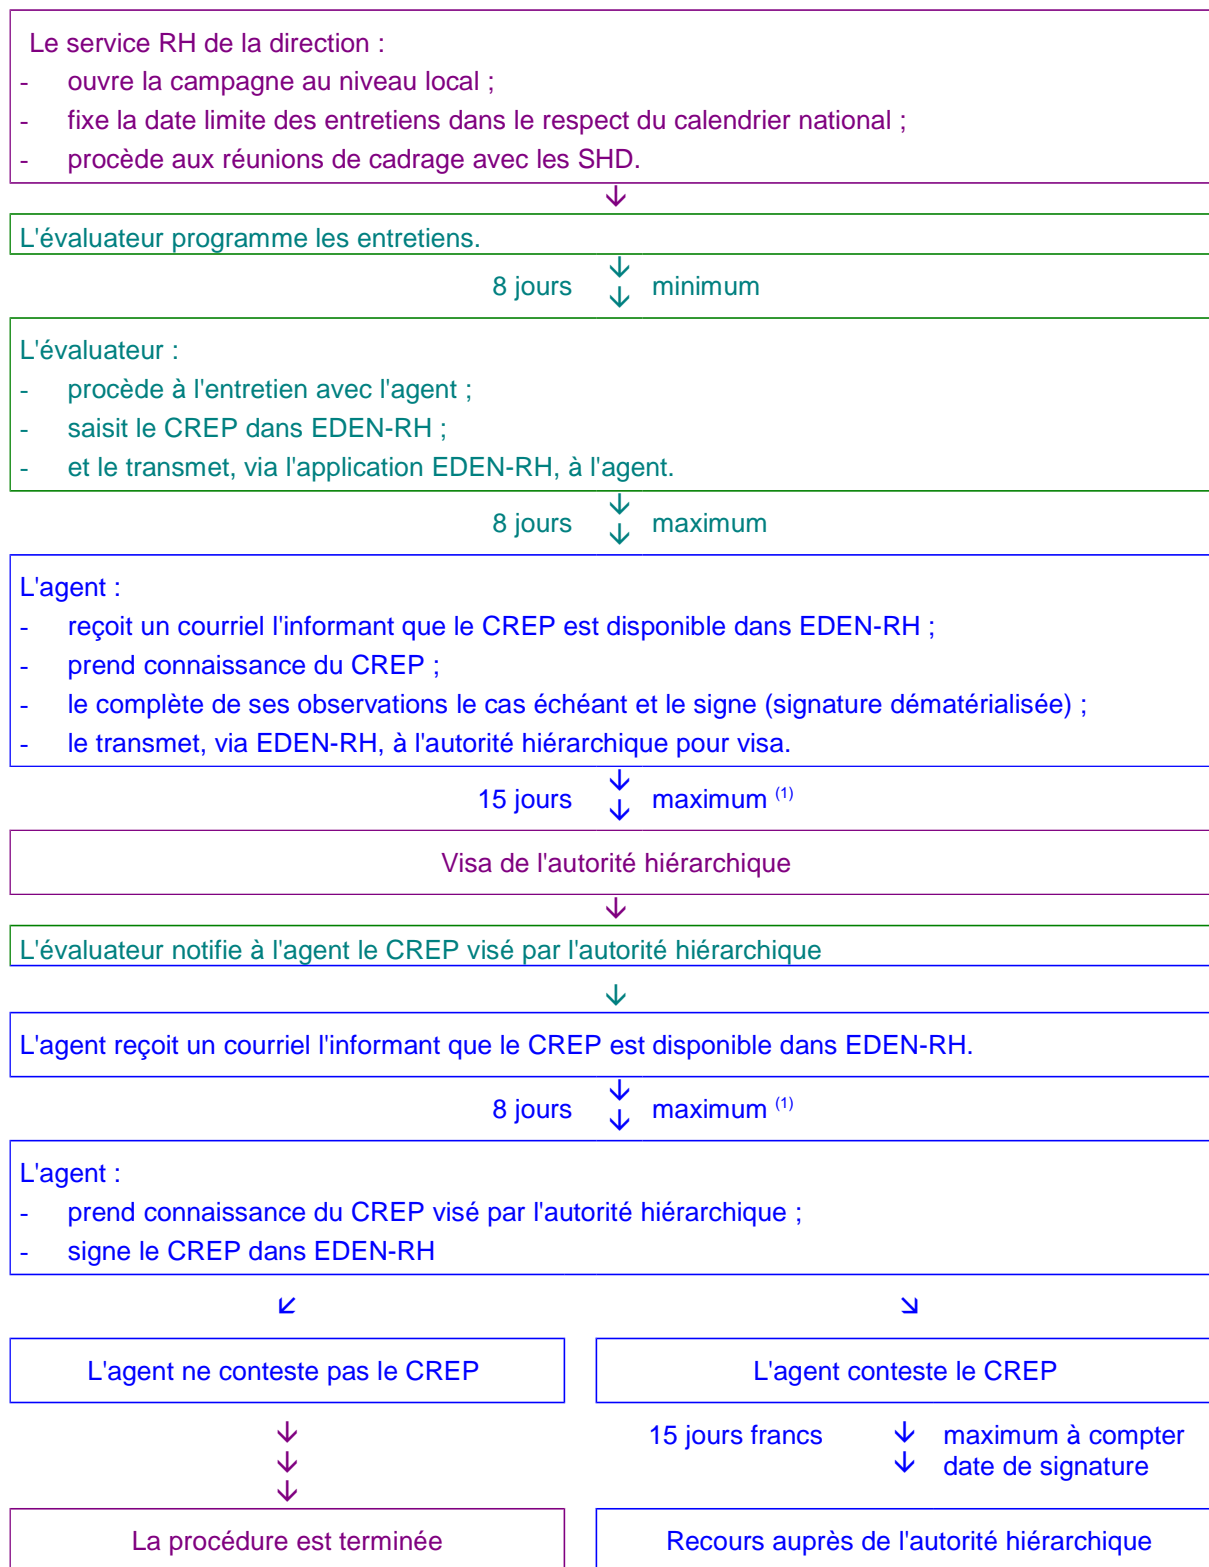 Le service RH de la direction :
- ouvre la campagne au niveau local ;
- fixe la date limite des entretiens dans le respect du calendrier national ;
- procède aux réunions de cadrage avec les SHD.
↓
L'évaluateur programme les entretiens.
8 jours ↓ ↓ minimum
L'évaluateur :
- procède à l'entretien avec l'agent ;
- saisit le CREP dans EDEN-RH ;
- et le transmet, via l'application EDEN-RH, à l'agent.
8 jours ↓ ↓ maximum
L'agent :
- reçoit un courriel l'informant que le CREP est disponible dans EDEN-RH ;
- prend connaissance du CREP ;
- le complète de ses observations le cas échéant et le signe (signature dématérialisée) ;
- le transmet, via EDEN-RH, à l'autorité hiérarchique pour visa.
15 jours ↓ ↓ maximum (1)
Visa de l'autorité hiérarchique
↓
L'évaluateur notifie à l'agent le CREP visé par l'autorité hiérarchique
↓
L'agent reçoit un courriel l'informant que le CREP est disponible dans EDEN-RH.
8 jours ↓ ↓ maximum (1)
L'agent :
- prend connaissance du CREP visé par l'autorité hiérarchique ;
- signe le CREP dans EDEN-RH
↙ ↘
L'agent ne conteste pas le CREP
L'agent conteste le CREP
↓ ↓ ↓
15 jours francs ↓ maximum à compter
↓ date de signature
La procédure est terminée
Recours auprès de l'autorité hiérarchique